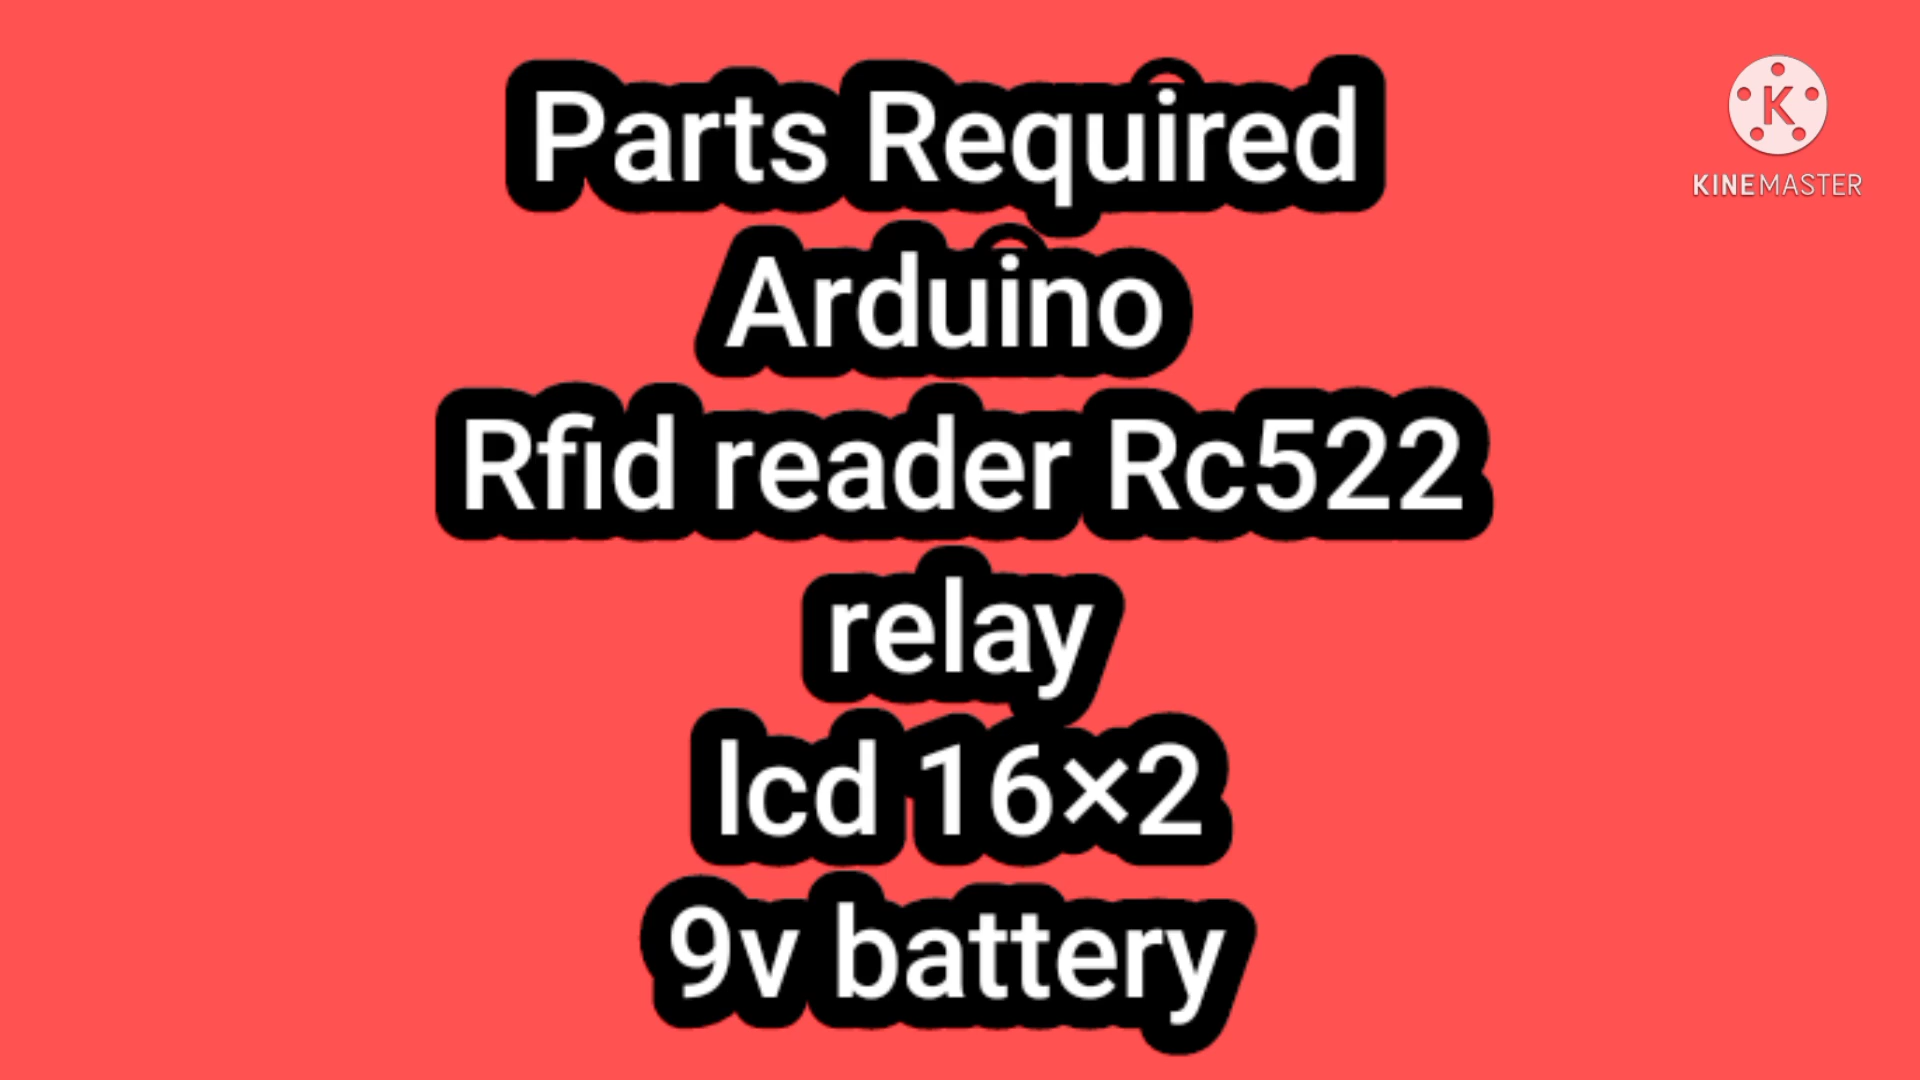 Parts Required
K
KINEMASTER
Arduino
Rfid reader Rc522
relay
lcd 16×2
9v battery